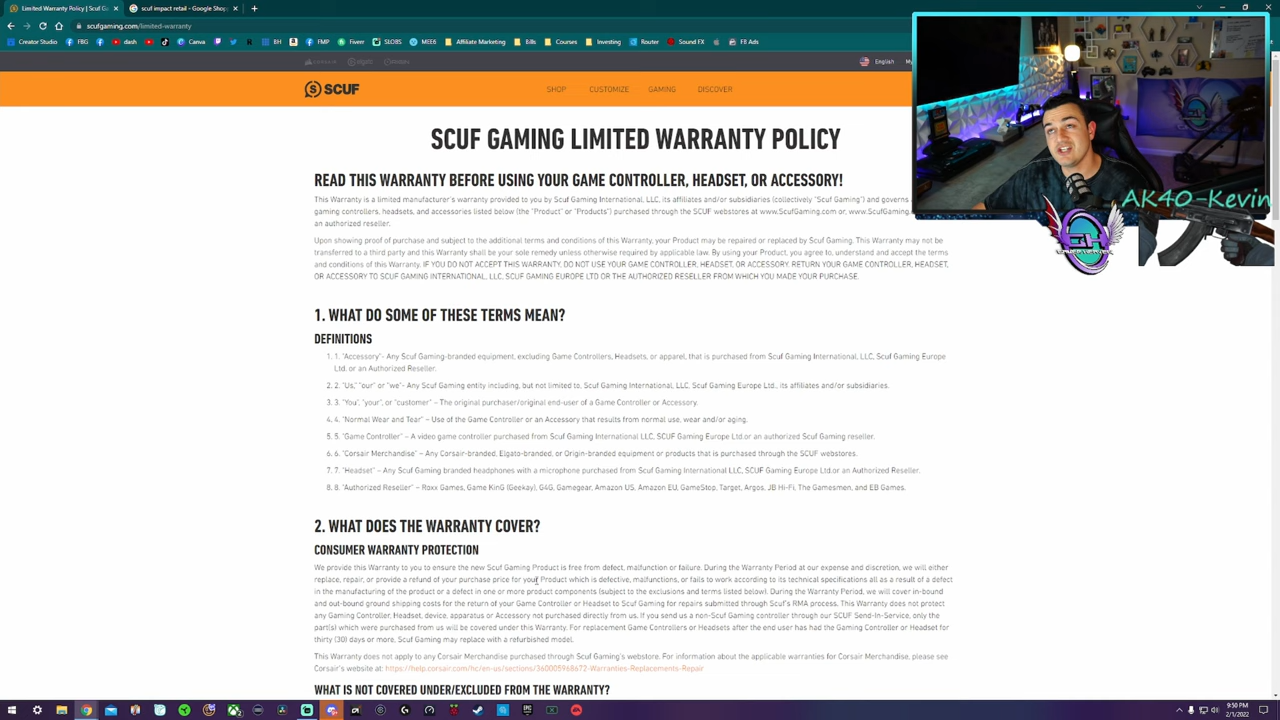 Limited Warranty Policy | Scuf G
scuf impact retail - Google Shop
scufgaming.com/limited-warranty
Creator Studio FBG dash Canva BH FMP Fiverr SLOBS MEE6 Affiliate Marketing Bills Courses Investing Router Sound FX FB Ads
English
SCUF SHOP CUSTOMIZE GAMING DISCOVER
SCUF GAMING LIMITED WARRANTY POLICY
READ THIS WARRANTY BEFORE USING YOUR GAME CONTROLLER, HEADSET, OR ACCESSORY!
This Warranty is a limited manufacturer's warranty provided to you by Scuf Gaming International, LLC, its affiliates and/or subsidiaries (collectively "Scuf Gaming") and governs
gaming controllers, headsets, and accessories listed below (the "Product" or "Products") purchased through the SCUF webstores at www.ScufGaming.com or, www.ScufGaming,
an authorized reseller.
Upon showing proof of purchase and subject to the additional terms and conditions of this Warranty, your Product may be repaired or replaced by Scuf Gaming. This Warranty may not be
transferred to a third party and this Warranty shall be your sole remedy unless otherwise required by applicable law. By using your Product, you agree to, understand and accept the terms
and conditions of this Warranty. IF YOU DO NOT ACCEPT THIS WARRANTY, DO NOT USE YOUR GAME CONTROLLER, HEADSET, OR ACCESSORY. RETURN YOUR GAME CONTROLLER, HEADSET,
OR ACCESSORY TO SCUF GAMING INTERNATIONAL, LLC, SCUF GAMING EUROPE LTD OR THE AUTHORIZED RESELLER FROM WHICH YOU MADE YOUR PURCHASE.
1. WHAT DO SOME OF THESE TERMS MEAN?
DEFINITIONS
1. 1. "Accessory"- Any Scuf Gaming-branded equipment, excluding Game Controllers, Headsets, or apparel, that is purchased from Scuf Gaming International, LLC, Scuf Gaming Europe
Ltd. or an Authorized Reseller.
2. 2. "Us," "our" or "we"- Any Scuf Gaming entity including, but not limited to, Scuf Gaming International, LLC, Scuf Gaming Europe Ltd., its affiliates and/or subsidiaries.
3. 3. "You", "your", or "customer" – The original purchaser/original end-user of a Game Controller or Accessory.
4. 4. "Normal Wear and Tear" – Use of the Game Controller or an Accessory that results from normal use, wear and/or aging.
5. 5. "Game Controller" – A video game controller purchased from Scuf Gaming International LLC, SCUF Gaming Europe Ltd.or an authorized Scuf Gaming reseller.
6. 6. "Corsair Merchandise" – Any Corsair-branded, Elgato-branded, or Origin-branded equipment or products that is purchased through the SCUF webstores.
7. 7. "Headset" – Any Scuf Gaming branded headphones with a microphone purchased from Scuf Gaming International LLC, SCUF Gaming Europe Ltd.or an Authorized Reseller.
8. 8. "Authorized Reseller" – Roxx Games, Game KinG (Geekay), G4G, Gamegear, Amazon US, Amazon EU, GameStop, Target, Argos, JB Hi-Fi, The Gamesmen, and EB Games.
2. WHAT DOES THE WARRANTY COVER?
CONSUMER WARRANTY PROTECTION
We provide this Warranty to you to ensure the new Scuf Gaming Product is free from defect, malfunction or failure. During the Warranty Period at our expense and discretion, we will either
replace, repair, or provide a refund of your purchase price for your Product which is defective, malfunctions, or fails to work according to its technical specifications all as a result of a defect
in the manufacturing of the product or a defect in one or more product components (subject to the exclusions and terms listed below). During the Warranty Period, we will cover in-bound
and out-bound ground shipping costs for the return of your Game Controller or Headset to Scuf Gaming for repairs submitted through Scuf's RMA process. This Warranty does not protect
any Gaming Controller, Headset, device, apparatus or Accessory not purchased directly from us. If you send us a non-Scuf Gaming controller through our SCUF Send-In-Service, only the
part(s) which were purchased from us will be covered under this Warranty. For replacement Game Controllers or Headsets after the end user has had the Gaming Controller or Headset for
thirty (30) days or more, Scuf Gaming may replace with a refurbished model.
This Warranty does not apply to any Corsair Merchandise purchased through Scuf Gaming's webstore. For information about the applicable warranties for Corsair Merchandise, please see
Corsair's website at: https://help.corsair.com/hc/en-us/sections/360005968672-Warranties-Replacements-Repair
WHAT IS NOT COVERED UNDER/EXCLUDED FROM THE WARRANTY?
AK40-Kevin
9:50 PM
2/1/2022